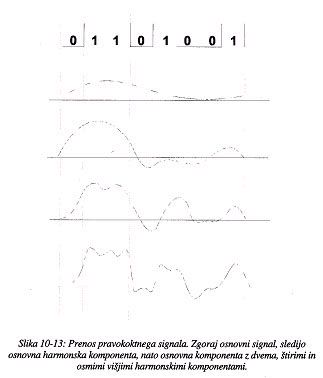 0 1 1 0 1 0 0 1
Slika 10-13: Prenos pravokoktnega signala. Zgoraj osnovni signal, sledijo
osnovna harmonska komponenta, nato osnovna komponenta z dvema, štirimi in
osmimi višjimi harmonskimi komponentami.